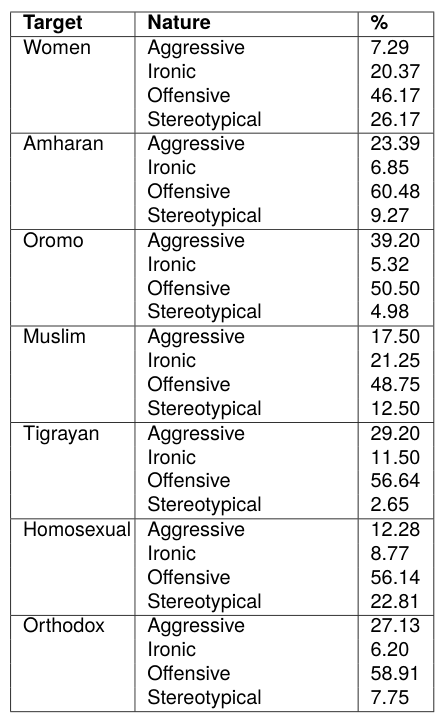 Target Nature %
Women Aggressive 7.29
Ironic 20.37
Offensive 46.17
Stereotypical 26.17
Amharan Aggressive 23.39
Ironic 6.85
Offensive 60.48
Stereotypical 9.27
Oromo Aggressive 39.20
Ironic 5.32
Offensive 50.50
Stereotypical 4.98
Muslim Aggressive 17.50
Ironic 21.25
Offensive 48.75
Stereotypical 12.50
Tigrayan Aggressive 29.20
Ironic 11.50
Offensive 56.64
Stereotypical 2.65
Homosexual Aggressive 12.28
Ironic 8.77
Offensive 56.14
Stereotypical 22.81
Orthodox Aggressive 27.13
Ironic 6.20
Offensive 58.91
Stereotypical 7.75